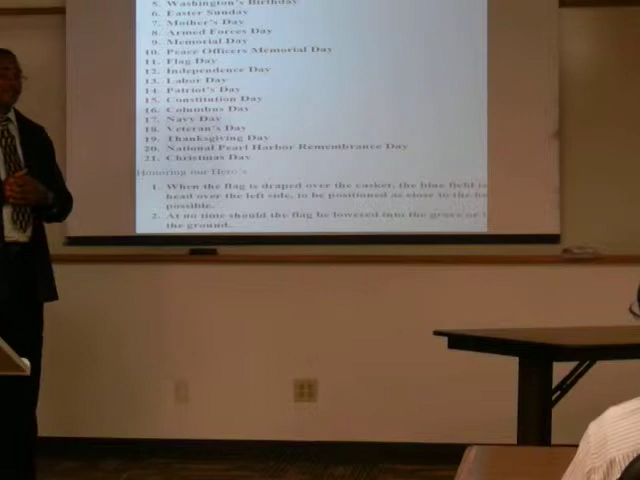 5. Washington's Birthday
6. Easter Sunday
7. Mother's Day
8. Armed Forces Day
9. Memorial Day
10. Peace Officers Memorial Day
11. Flag Day
12. Independence Day
13. Labor Day
14. Patriot's Day
15. Constitution Day
16. Columbus Day
17. Navy Day
18. Veteran's Day
19. Thanksgiving Day
20. National Pearl Harbor Remembrance Day
21. Christmas Day
Honoring our Hero's
1. When the flag is draped over the casket, the blue field is
head over the left side, to be positioned as close to the
possible.
2. At no time should the flag be lowered into the grave or
the ground.